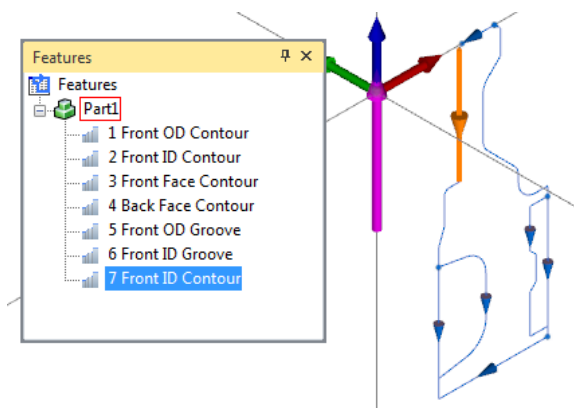 Features
Features
Part1
1 Front OD Contour
2 Front ID Contour
3 Front Face Contour
4 Back Face Contour
5 Front OD Groove
6 Front ID Groove
7 Front ID Contour